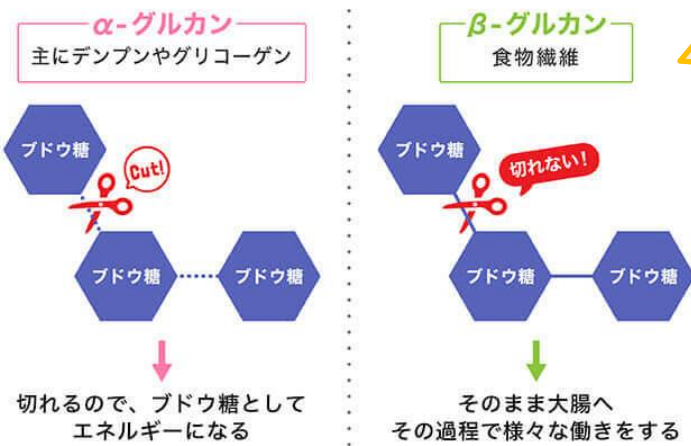 α-グルカン
主にデンプンやグリコーゲン
ブドウ糖
Cut!
ブドウ糖
ブドウ糖
切れるので、ブドウ糖として
エネルギーになる
β-グルカン
食物繊維
ブドウ糖
切れない!
ブドウ糖
ブドウ糖
そのまま大腸へ
その過程で様々な働きをする